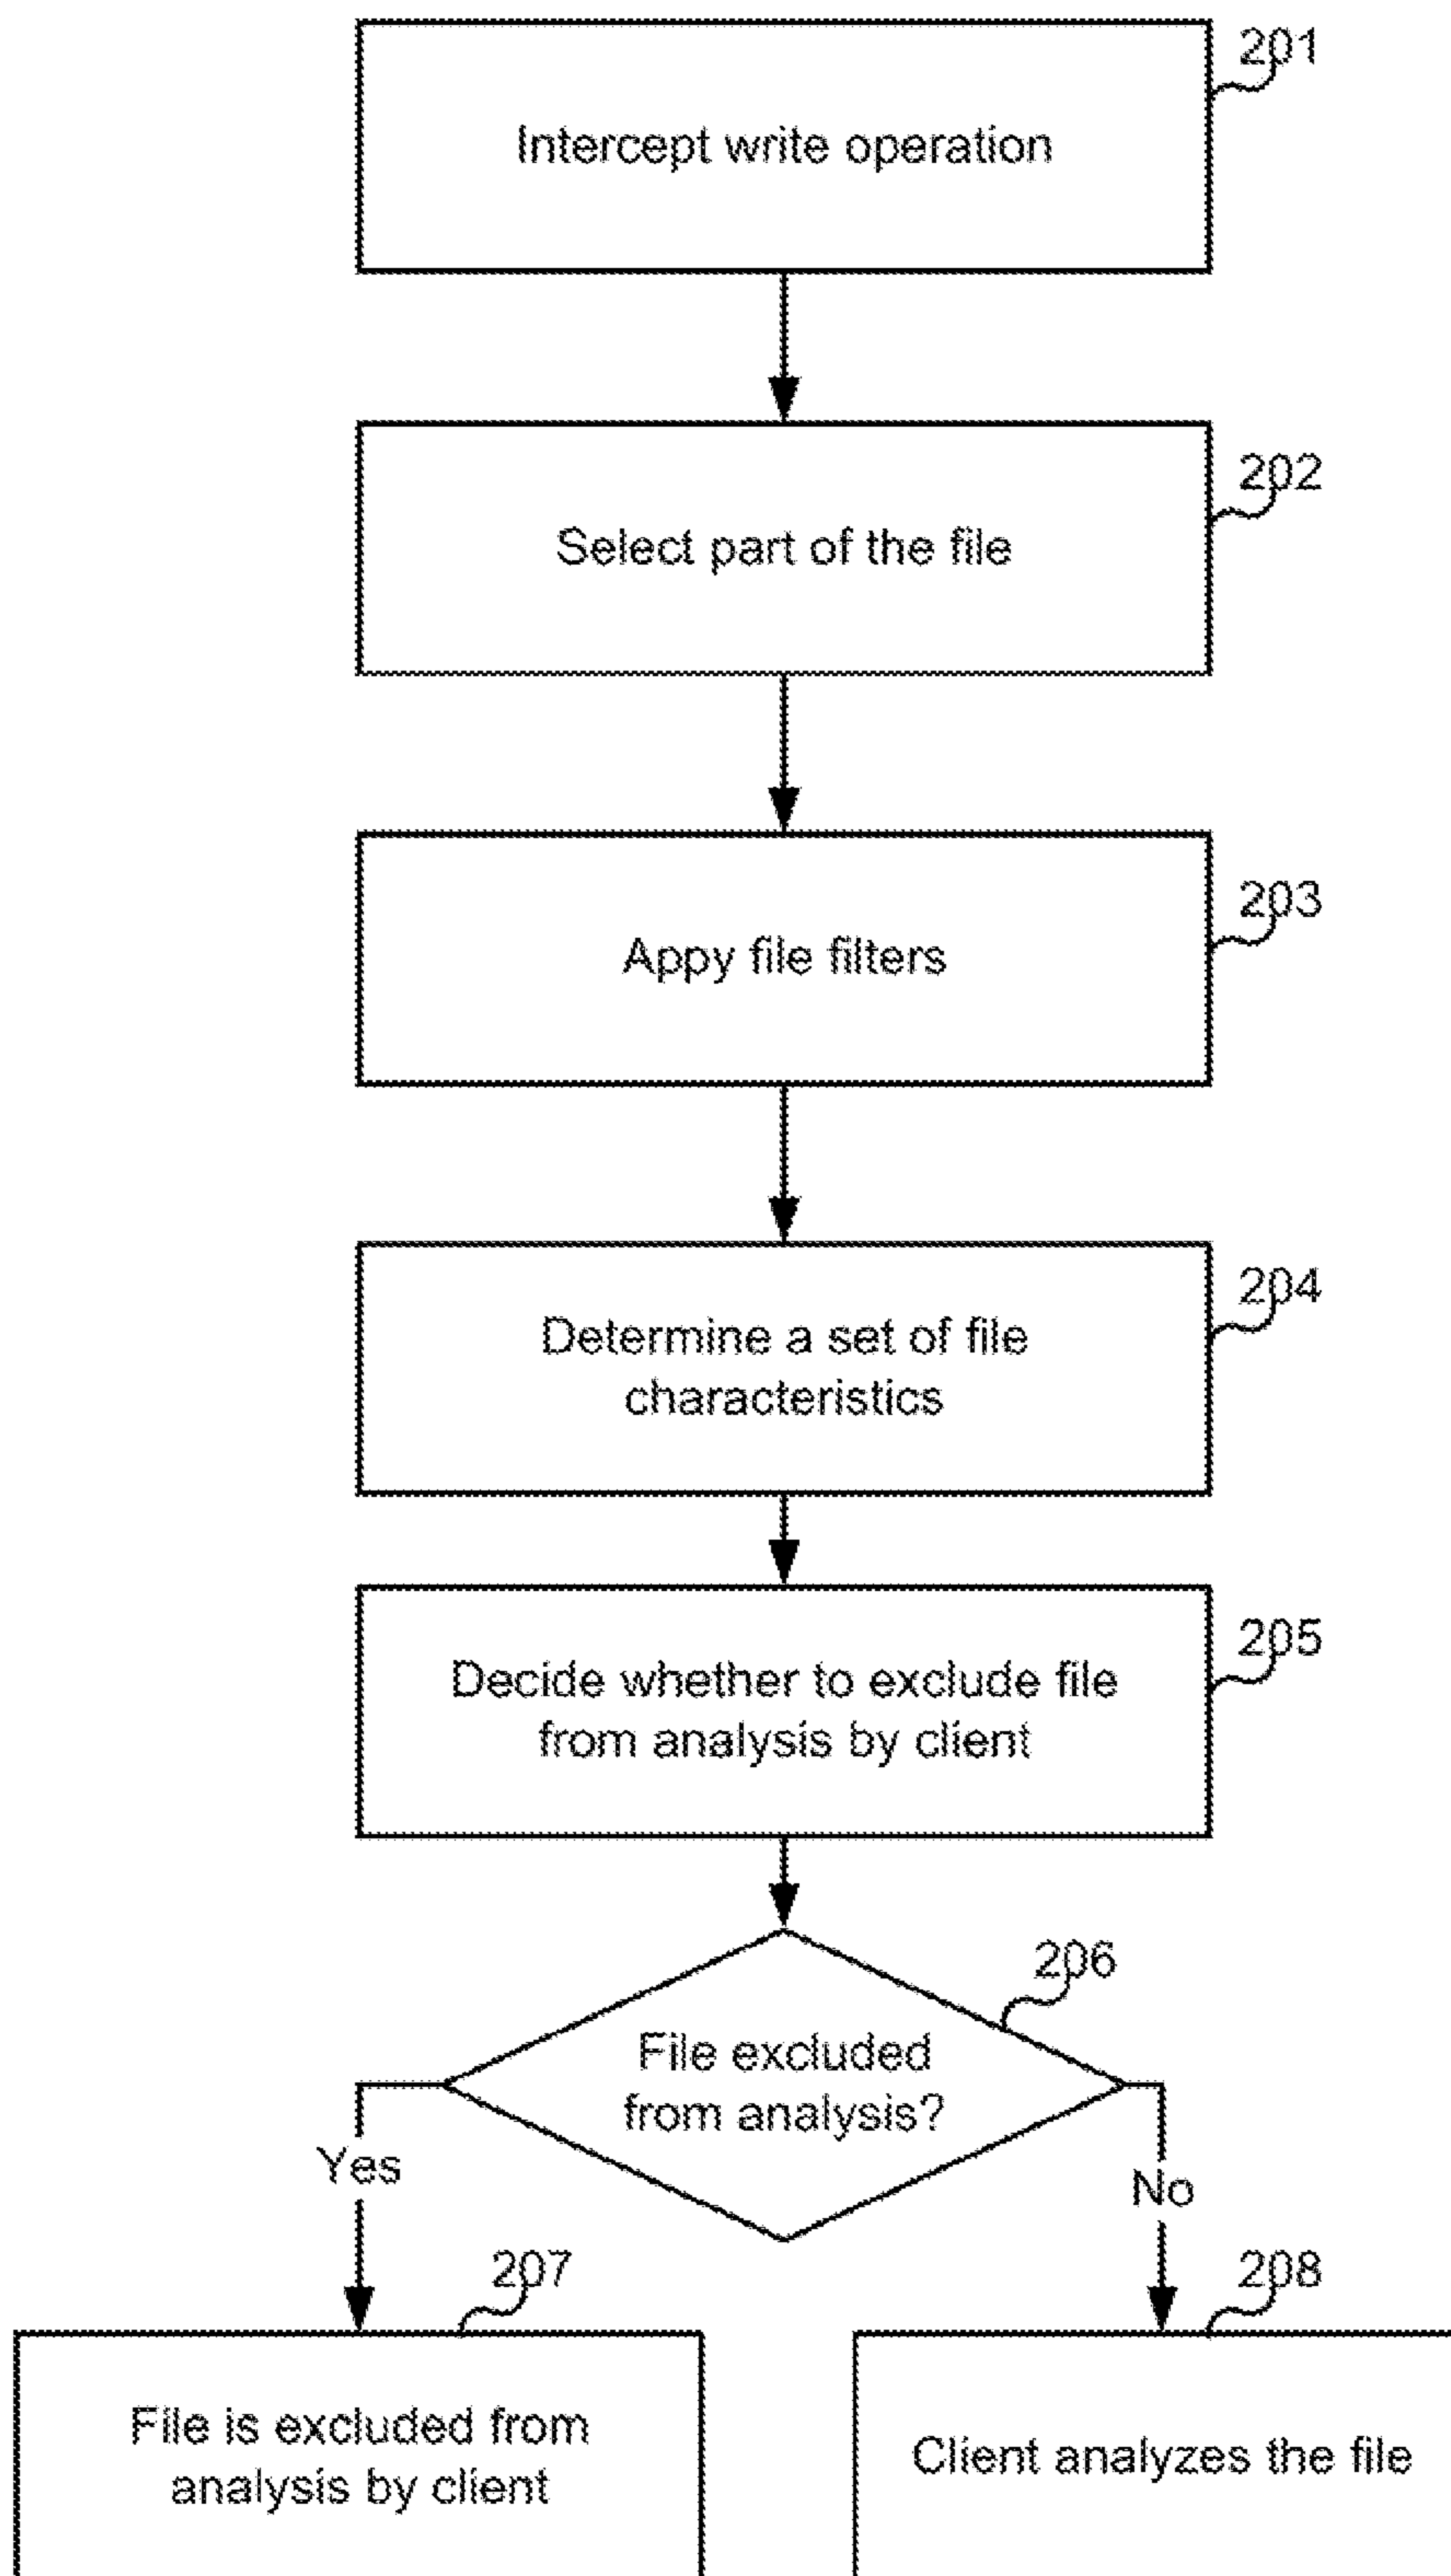 201
Intercept write operation
202
Select part of the file
203
Appy file filters
204
Determine a set of file
characteristics
205
Decide whether to exclude file
from analysis by client
206
File excluded
from analysis?
Yes
No
207
208
File is excluded from
analysis by client
Client analyzes the file